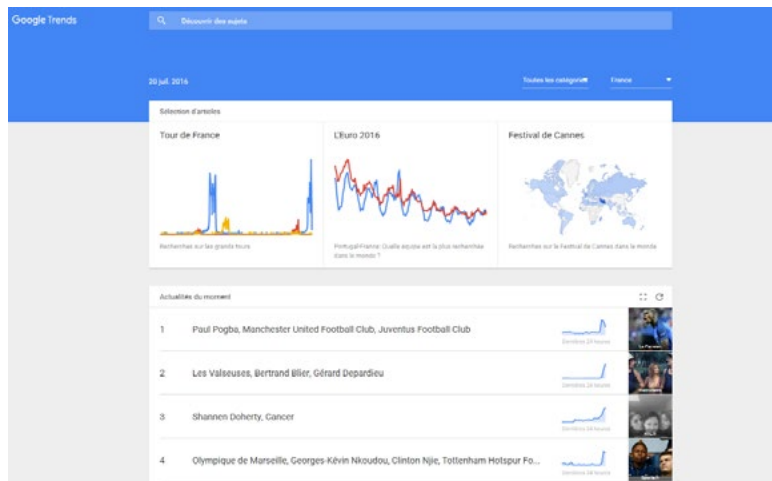 Google Trends
Découvrir des sujets
20 juil. 2016
Toutes les catégories
France
Sélection d'articles
Tour de France
L'Euro 2016
Festival de Cannes
Recherches sur les grands tours
Portugal-France: Quelle équipe est la plus recherchée
dans le monde ?
Recherches sur le Festival de Cannes dans le monde
Actualités du moment
1
Paul Pogba, Manchester United Football Club, Juventus Football Club
Dernières 24 heures
2
Les Valseuses, Bertrand Blier, Gérard Depardieu
Dernières 24 heures
3
Shannen Doherty, Cancer
Dernières 24 heures
4
Olympique de Marseille, Georges-Kévin Nkoudou, Clinton Njie, Tottenham Hotspur Fo...
Dernières 24 heures